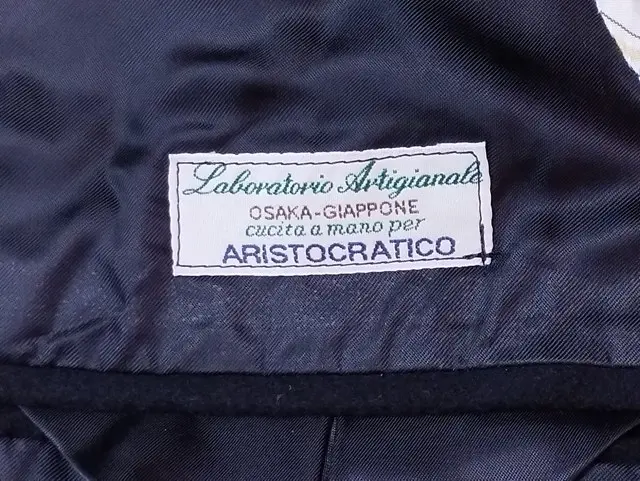 Laboratorio Artigianale
OSAKA-GIAPPONE
cucita a mano per
ARISTOCRATICO